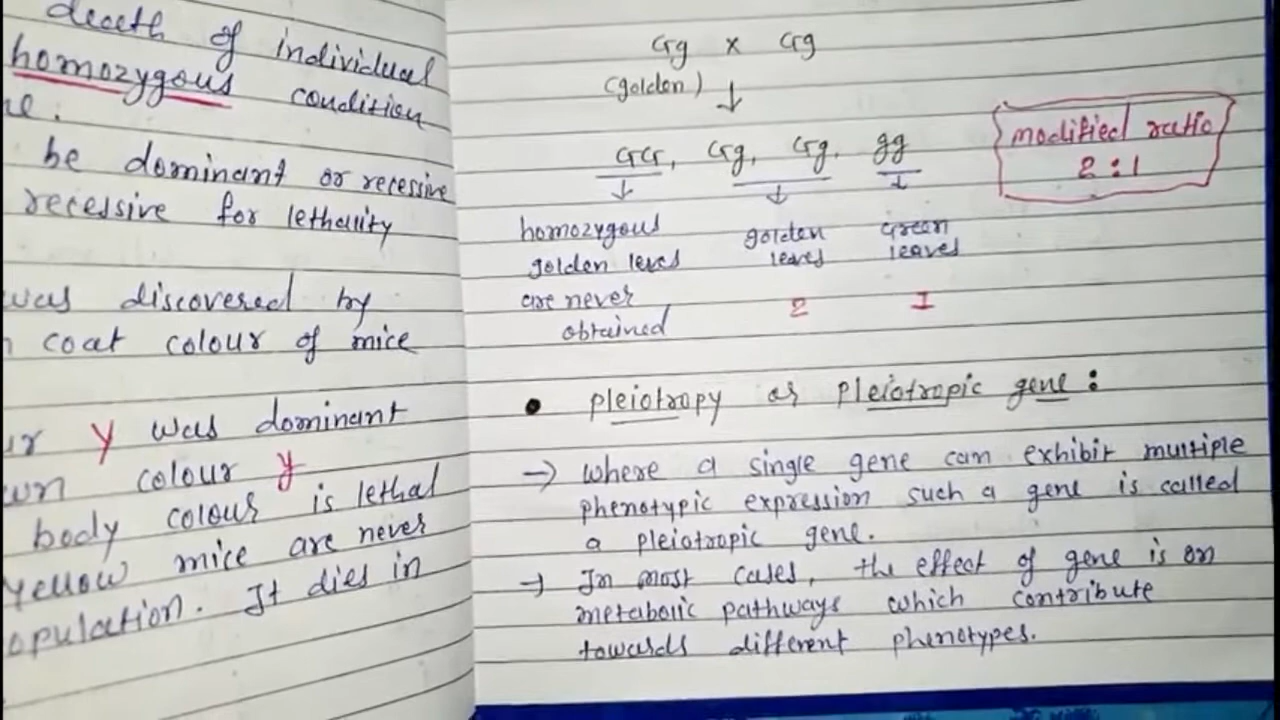 death of individual
homozygous condition
be dominant or recessive
recessive for lethality
was discovered by
coat colour of mice
Y was dominant
colour y
body colour is lethal
yellow mice are never
opulation. It dies in
Gg x Gg
(golden) ↓
GG, Gg, Gg, gg
↓ ↓ ↓
modified ratio
2:1
homozygous golden green
golden leves leaves leaves
are never 2 1
obtained
• pleiotropy or pleiotropic gene:
→ where a single gene can exhibit multiple
phenotypic expression such a gene is called
a pleiotropic gene.
→ In most cases, the effect of gene is on
metabolic pathways which contribute
towards different phenotypes.